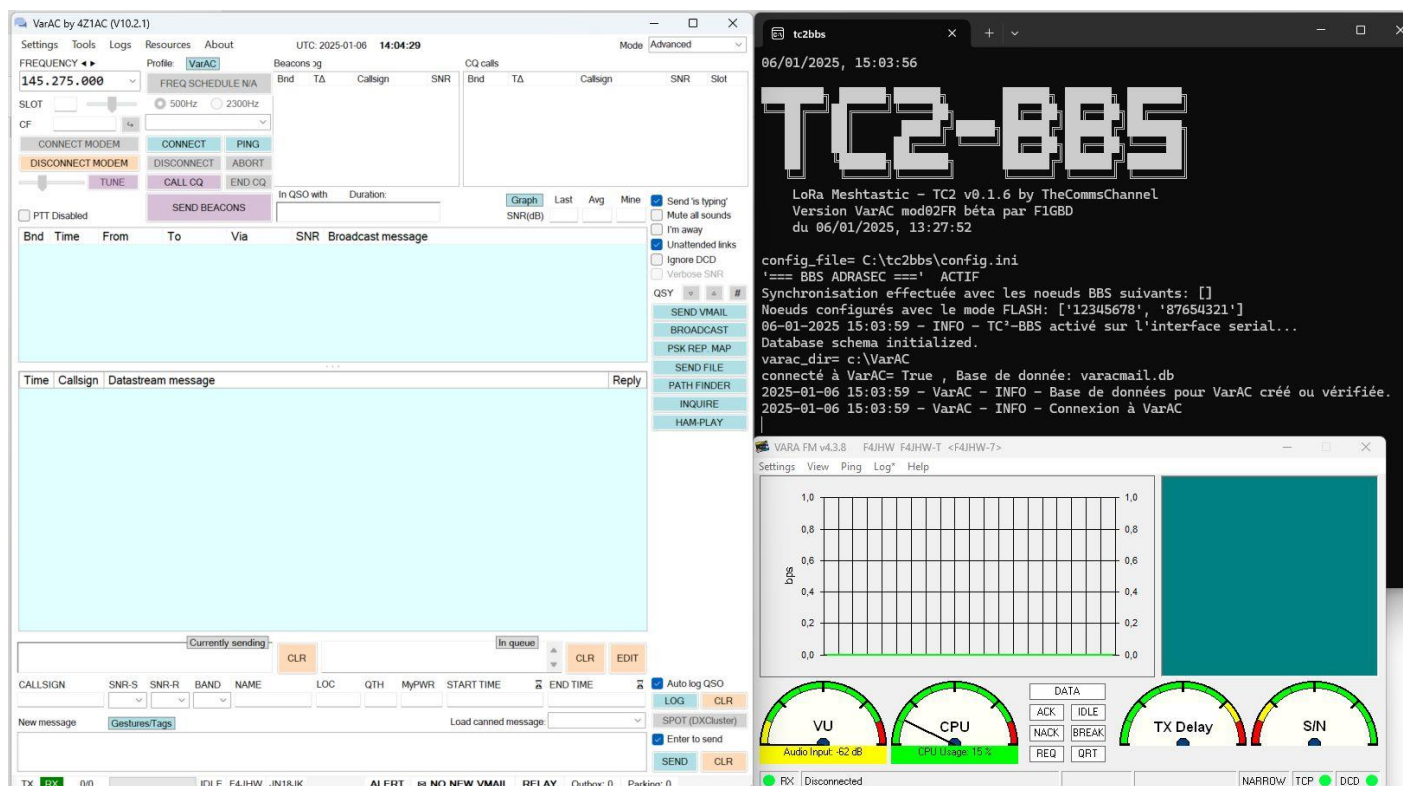 VarAC by 4Z1AC (V10.2.1)
Settings Tools Logs Resources About UTC: 2025-01-06 14:04:29 Mode Advanced
FREQUENCY ◄ ► Profile: VarAC Beacons CQ calls
145.275.000 FREQ SCHEDULE N/A Bnd TΔ Callsign SNR Bnd TΔ Callsign SNR Slot
SLOT 500Hz 2300Hz
CF
CONNECT MODEM CONNECT PING
DISCONNECT MODEM DISCONNECT ABORT
TUNE CALL CQ END CQ
SEND BEACONS
PTT Disabled
In QSO with Duration: Graph Last Avg Mine
SNR(dB)
Send 'is typing'
Mute all sounds
I'm away
Unattended links
Ignore DCD
Verbose SNR
QSY #
Bnd Time From To Via SNR Broadcast message
SEND VMAIL
BROADCAST
PSK REP. MAP
SEND FILE
PATH FINDER
INQUIRE
HAM-PLAY
Time Callsign Datastream message Reply
Currently sending In queue
CLR CLR EDIT
CALLSIGN SNR-S SNR-R BAND NAME LOC QTH MyPWR START TIME END TIME Auto log QSO
LOG CLR
New message Gestures/Tags Load canned message: SPOT (DXCluster)
Enter to send
SEND CLR
TX RX 0/0 IDLE F4JHW JN18JK ALERT NO NEW VMAIL RELAY Outbox: 0 Parking: 0
tc2bbs
06/01/2025, 15:03:56
TC2-BBS
LoRa Meshtastic - TC2 v0.1.6 by TheCommsChannel
Version VarAC mod02FR béta par F1GBD
du 06/01/2025, 13:27:52
config_file= C:\tc2bbs\config.ini
'=== BBS ADRASEC ===' ACTIF
Synchronisation effectuée avec les noeuds BBS suivants: []
Noeuds configurés avec le mode FLASH: ['12345678', '87654321']
06-01-2025 15:03:59 - INFO - TC²-BBS activé sur l'interface serial...
Database schema initialized.
varac_dir= c:\VarAC
connecté à VarAC= True , Base de donnée: varacmail.db
2025-01-06 15:03:59 - VarAC - INFO - Base de données pour VarAC créé ou vérifiée.
2025-01-06 15:03:59 - VarAC - INFO - Connexion à VarAC
VARA FM v4.3.8 F4JHW F4JHW-T <F4JHW-7>
Settings View Ping Log* Help
1,0 1,0
0,8 0,8
0,6 0,6
bps
0,4 0,4
0,2 0,2
0,0 0,0
VU
Audio Input: -62 dB
CPU
CPU Usage: 15 %
DATA
ACK IDLE
NACK BREAK
REQ QRT
TX Delay
S/N
RX Disconnected NARROW TCP DCD